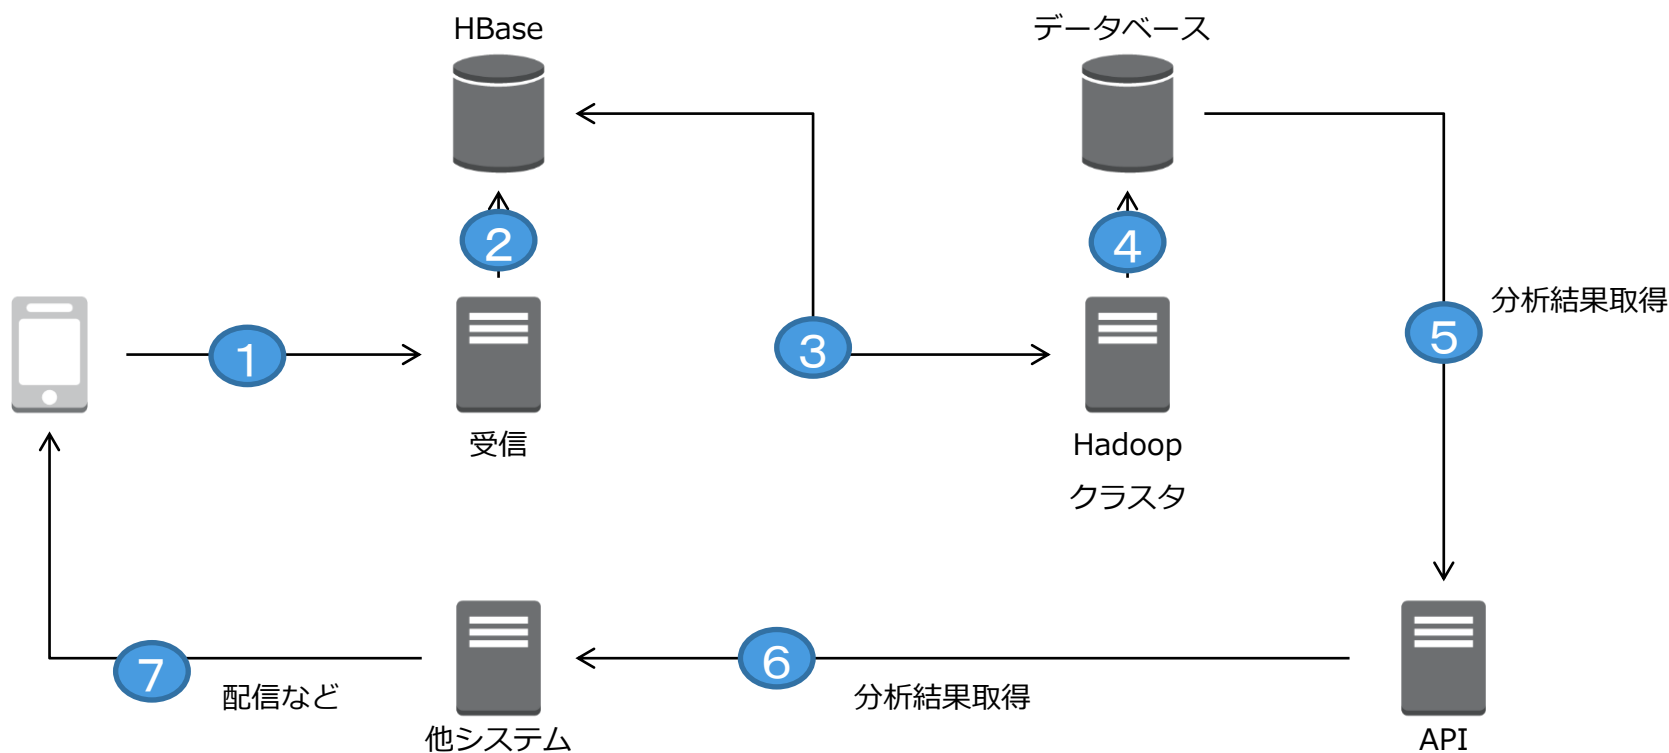 HBase
データベース
2
4
分析結果取得
5
1
3
受信
Hadoop
クラスタ
6
7
配信など
分析結果取得
他システム
API